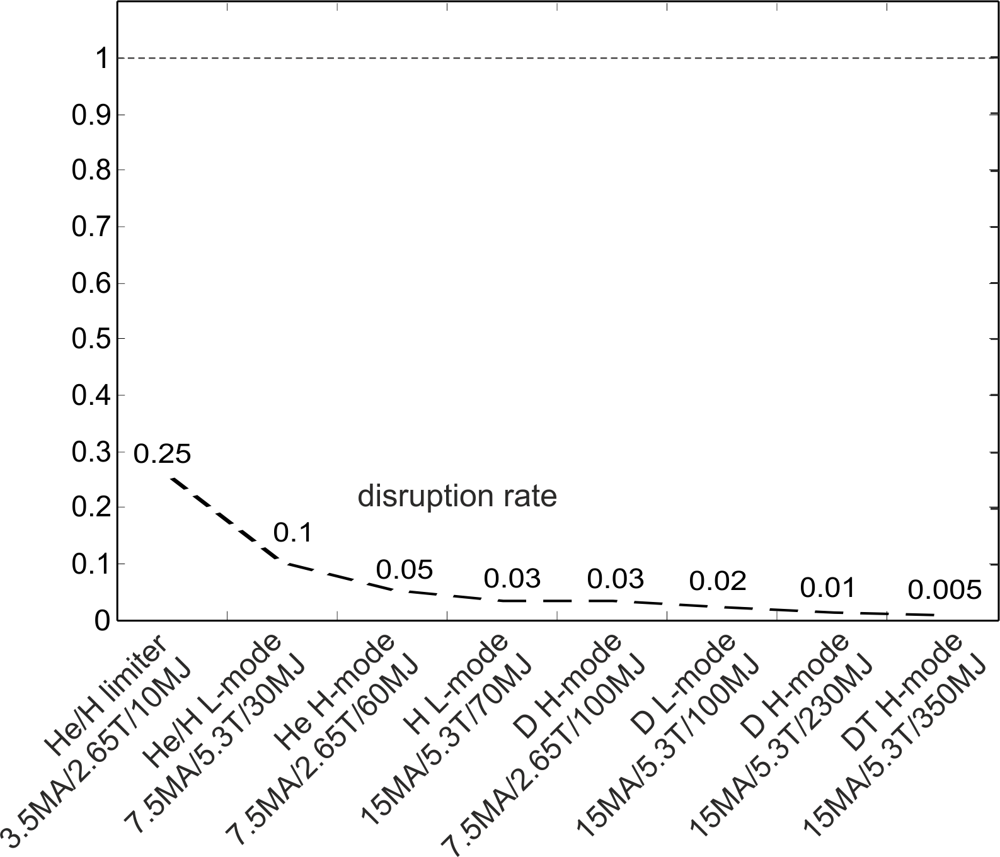 1
0.9
0.8
0.7
0.6
0.5
0.4
0.3
0.2
0.1
0
0.25
0.1
0.05
0.03
0.03
0.02
0.01
0.005
disruption rate
He/H limiter
3.5MA/2.65T/10MJ
He/H L-mode
7.5MA/5.3T/30MJ
He H-mode
7.5MA/2.65T/60MJ
H L-mode
15MA/5.3T/70MJ
D H-mode
7.5MA/2.65T/100MJ
D L-mode
15MA/5.3T/100MJ
D H-mode
15MA/5.3T/230MJ
DT H-mode
15MA/5.3T/350MJ